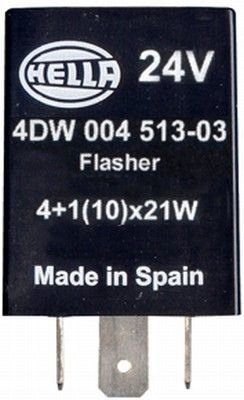 HELLA 24V
4DW 004 513-03
Flasher
4+1(10)x21W
Made in Spain